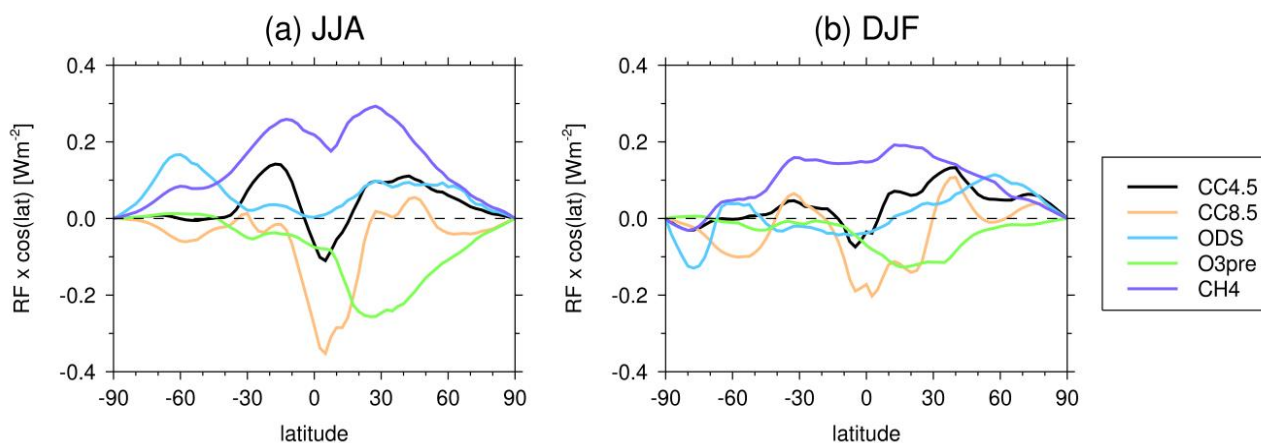 (a) JJA
(b) DJF
RF x cos(lat) [Wm⁻²]
0.4
0.2
0.0
-0.2
-0.4
-90 -60 -30 0 30 60 90
latitude
RF x cos(lat) [Wm⁻²]
0.4
0.2
0.0
-0.2
-0.4
-90 -60 -30 0 30 60 90
latitude
CC4.5
CC8.5
ODS
O3pre
CH4